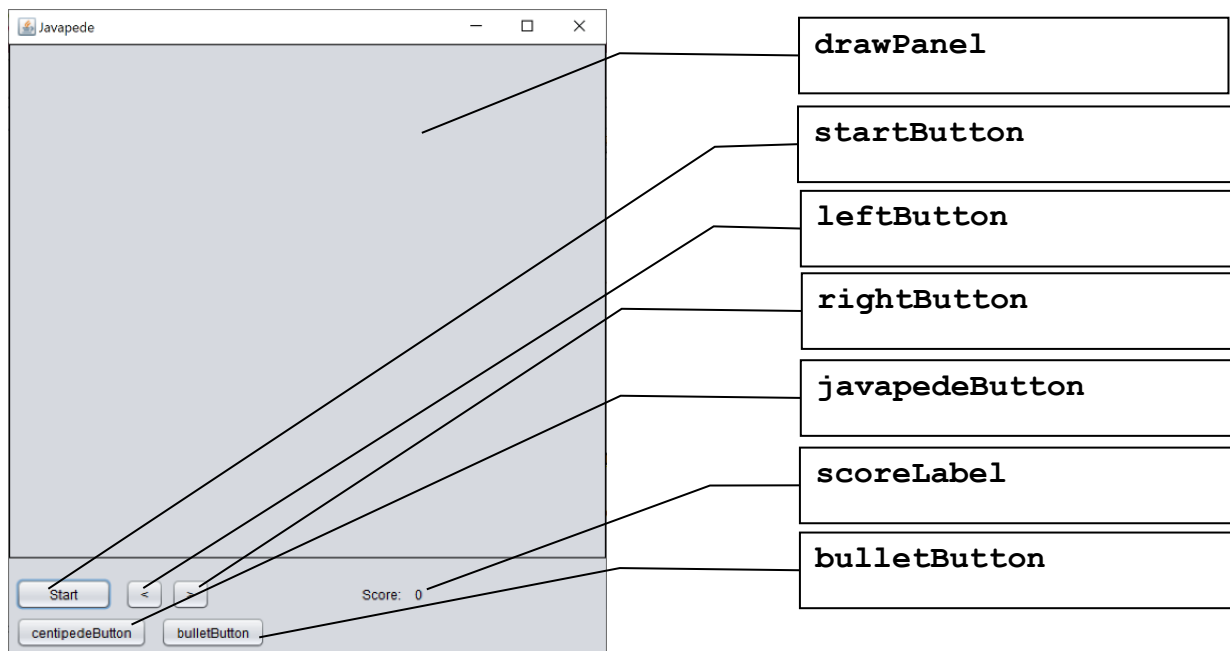 Javapede
drawPanel
startButton
leftButton
rightButton
javapedeButton
scoreLabel
bulletButton
Start < > Score: 0
centipedeButton bulletButton